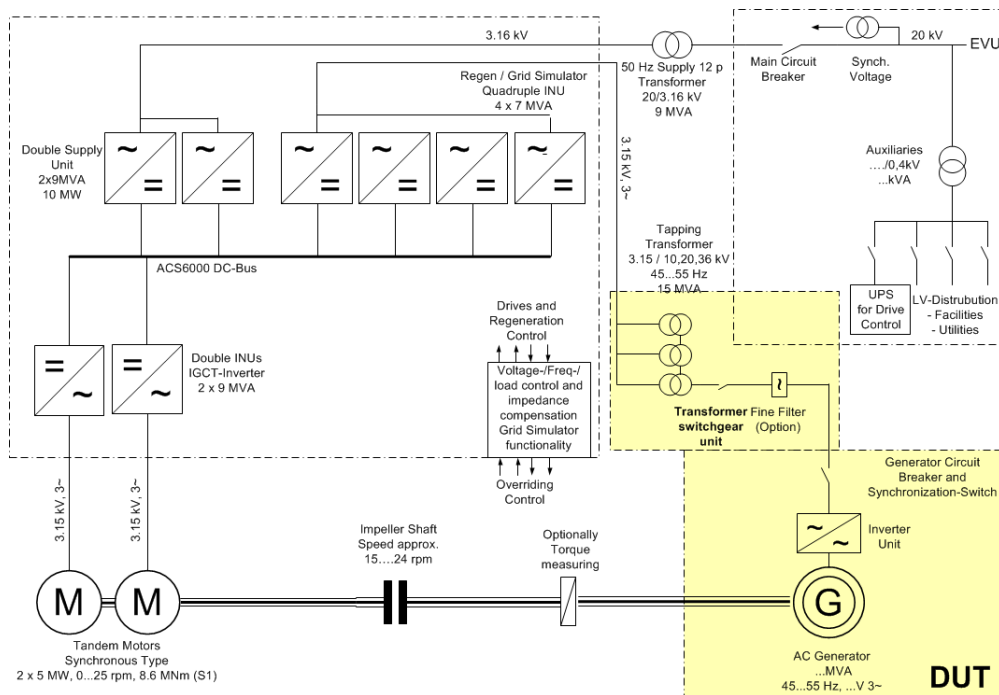 3.16 kV
20 kV
EVU
Main Circuit
Breaker
Synch.
Voltage
50 Hz Supply 12 p
Transformer
20/3.16 kV
9 MVA
Regen / Grid Simulator
Quadruple INU
4 x 7 MVA
Double Supply
Unit
2x9MVA
10 MW
~
=
~
=
~
=
~
=
~
=
~
=
3.15 kV, 3~
Auxiliaries
..../0,4kV
...kVA
Tapping
Transformer
3.15 / 10,20,36 kV
45...55 Hz
15 MVA
ACS6000 DC-Bus
UPS
for Drive
Control
LV-Distrubution
- Facilities
- Utilities
Drives and
Regeneration
Control
=
~
=
~
Double INUs
IGCT-Inverter
2 x 9 MVA
Voltage-/Freq-/
load control and
impedance
compensation
Grid Simulator
functionality
Overriding
Control
~
Transformer
switchgear
unit
Fine Filter
(Option)
Generator Circuit
Breaker and
Synchronization-Switch
3.15 kV, 3~
3.15 kV, 3~
~
~
Inverter
Unit
Impeller Shaft
Speed approx.
15....24 rpm
Optionally
Torque
measuring
M
M
G
Tandem Motors
Synchronous Type
2 x 5 MW, 0...25 rpm, 8.6 MNm (S1)
AC Generator
...MVA
45...55 Hz, ...V 3~
DUT